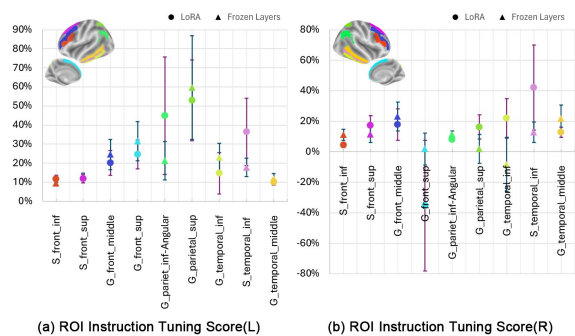 LoRA Frozen Layers
90%
80%
70%
60%
50%
40%
30%
20%
10%
0%
S_front_inf
S_front_sup
G_front_middle
G_front_sup
G_pariet_inf-Angular
G_parietal_sup
G_temporal_inf
S_temporal_inf
G_temporal_middle
(a) ROI Instruction Tuning Score(L)
LoRA Frozen Layers
80%
60%
40%
20%
0%
-20%
-40%
-60%
-80%
S_front_inf
S_front_sup
G_front_middle
G_front_sup
G_pariet_inf-Angular
G_parietal_sup
G_temporal_inf
S_temporal_inf
G_temporal_middle
(b) ROI Instruction Tuning Score(R)